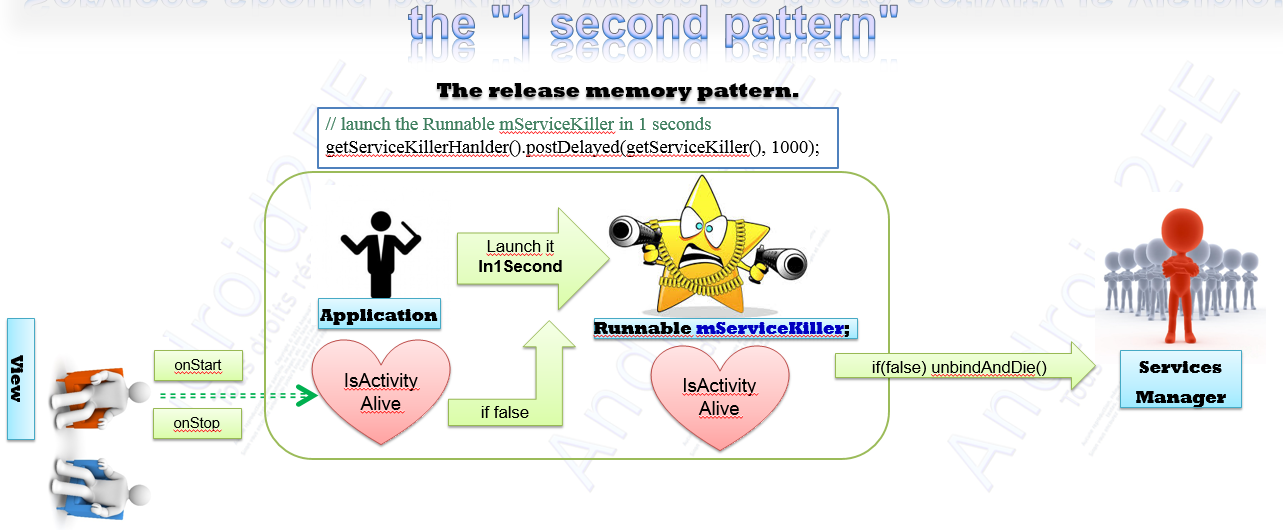 the "1 second pattern"
The release memory pattern.
// launch the Runnable mServiceKiller in 1 seconds
getServiceKillerHanlder().postDelayed(getServiceKiller(), 1000);
Launch it
In1Second
Application
Runnable mServiceKiller;
View
onStart
onStop
IsActivity
Alive
if false
IsActivity
Alive
if(false) unbindAndDie()
Services
Manager
Android2EE
Android2EE